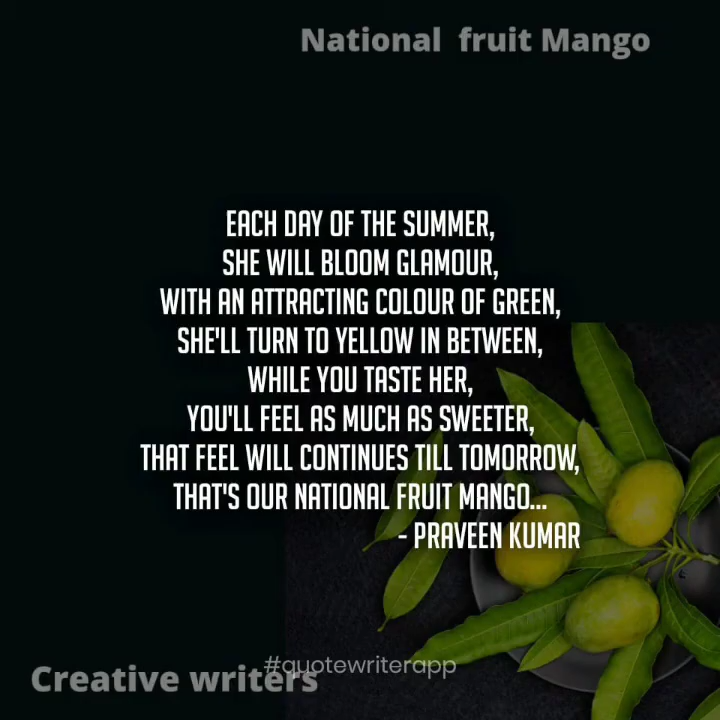 National  fruit Mango
EACH DAY OF THE SUMMER,
SHE WILL BLOOM GLAMOUR,
WITH AN ATTRACTING COLOUR OF GREEN,
SHE'LL TURN TO YELLOW IN BETWEEN,
WHILE YOU TASTE HER,
YOU'LL FEEL AS MUCH AS SWEETER,
THAT FEEL WILL CONTINUES TILL TOMORROW,
THAT'S OUR NATIONAL FRUIT MANGO...
- PRAVEEN KUMAR
#quotewriterapp
Creative writers